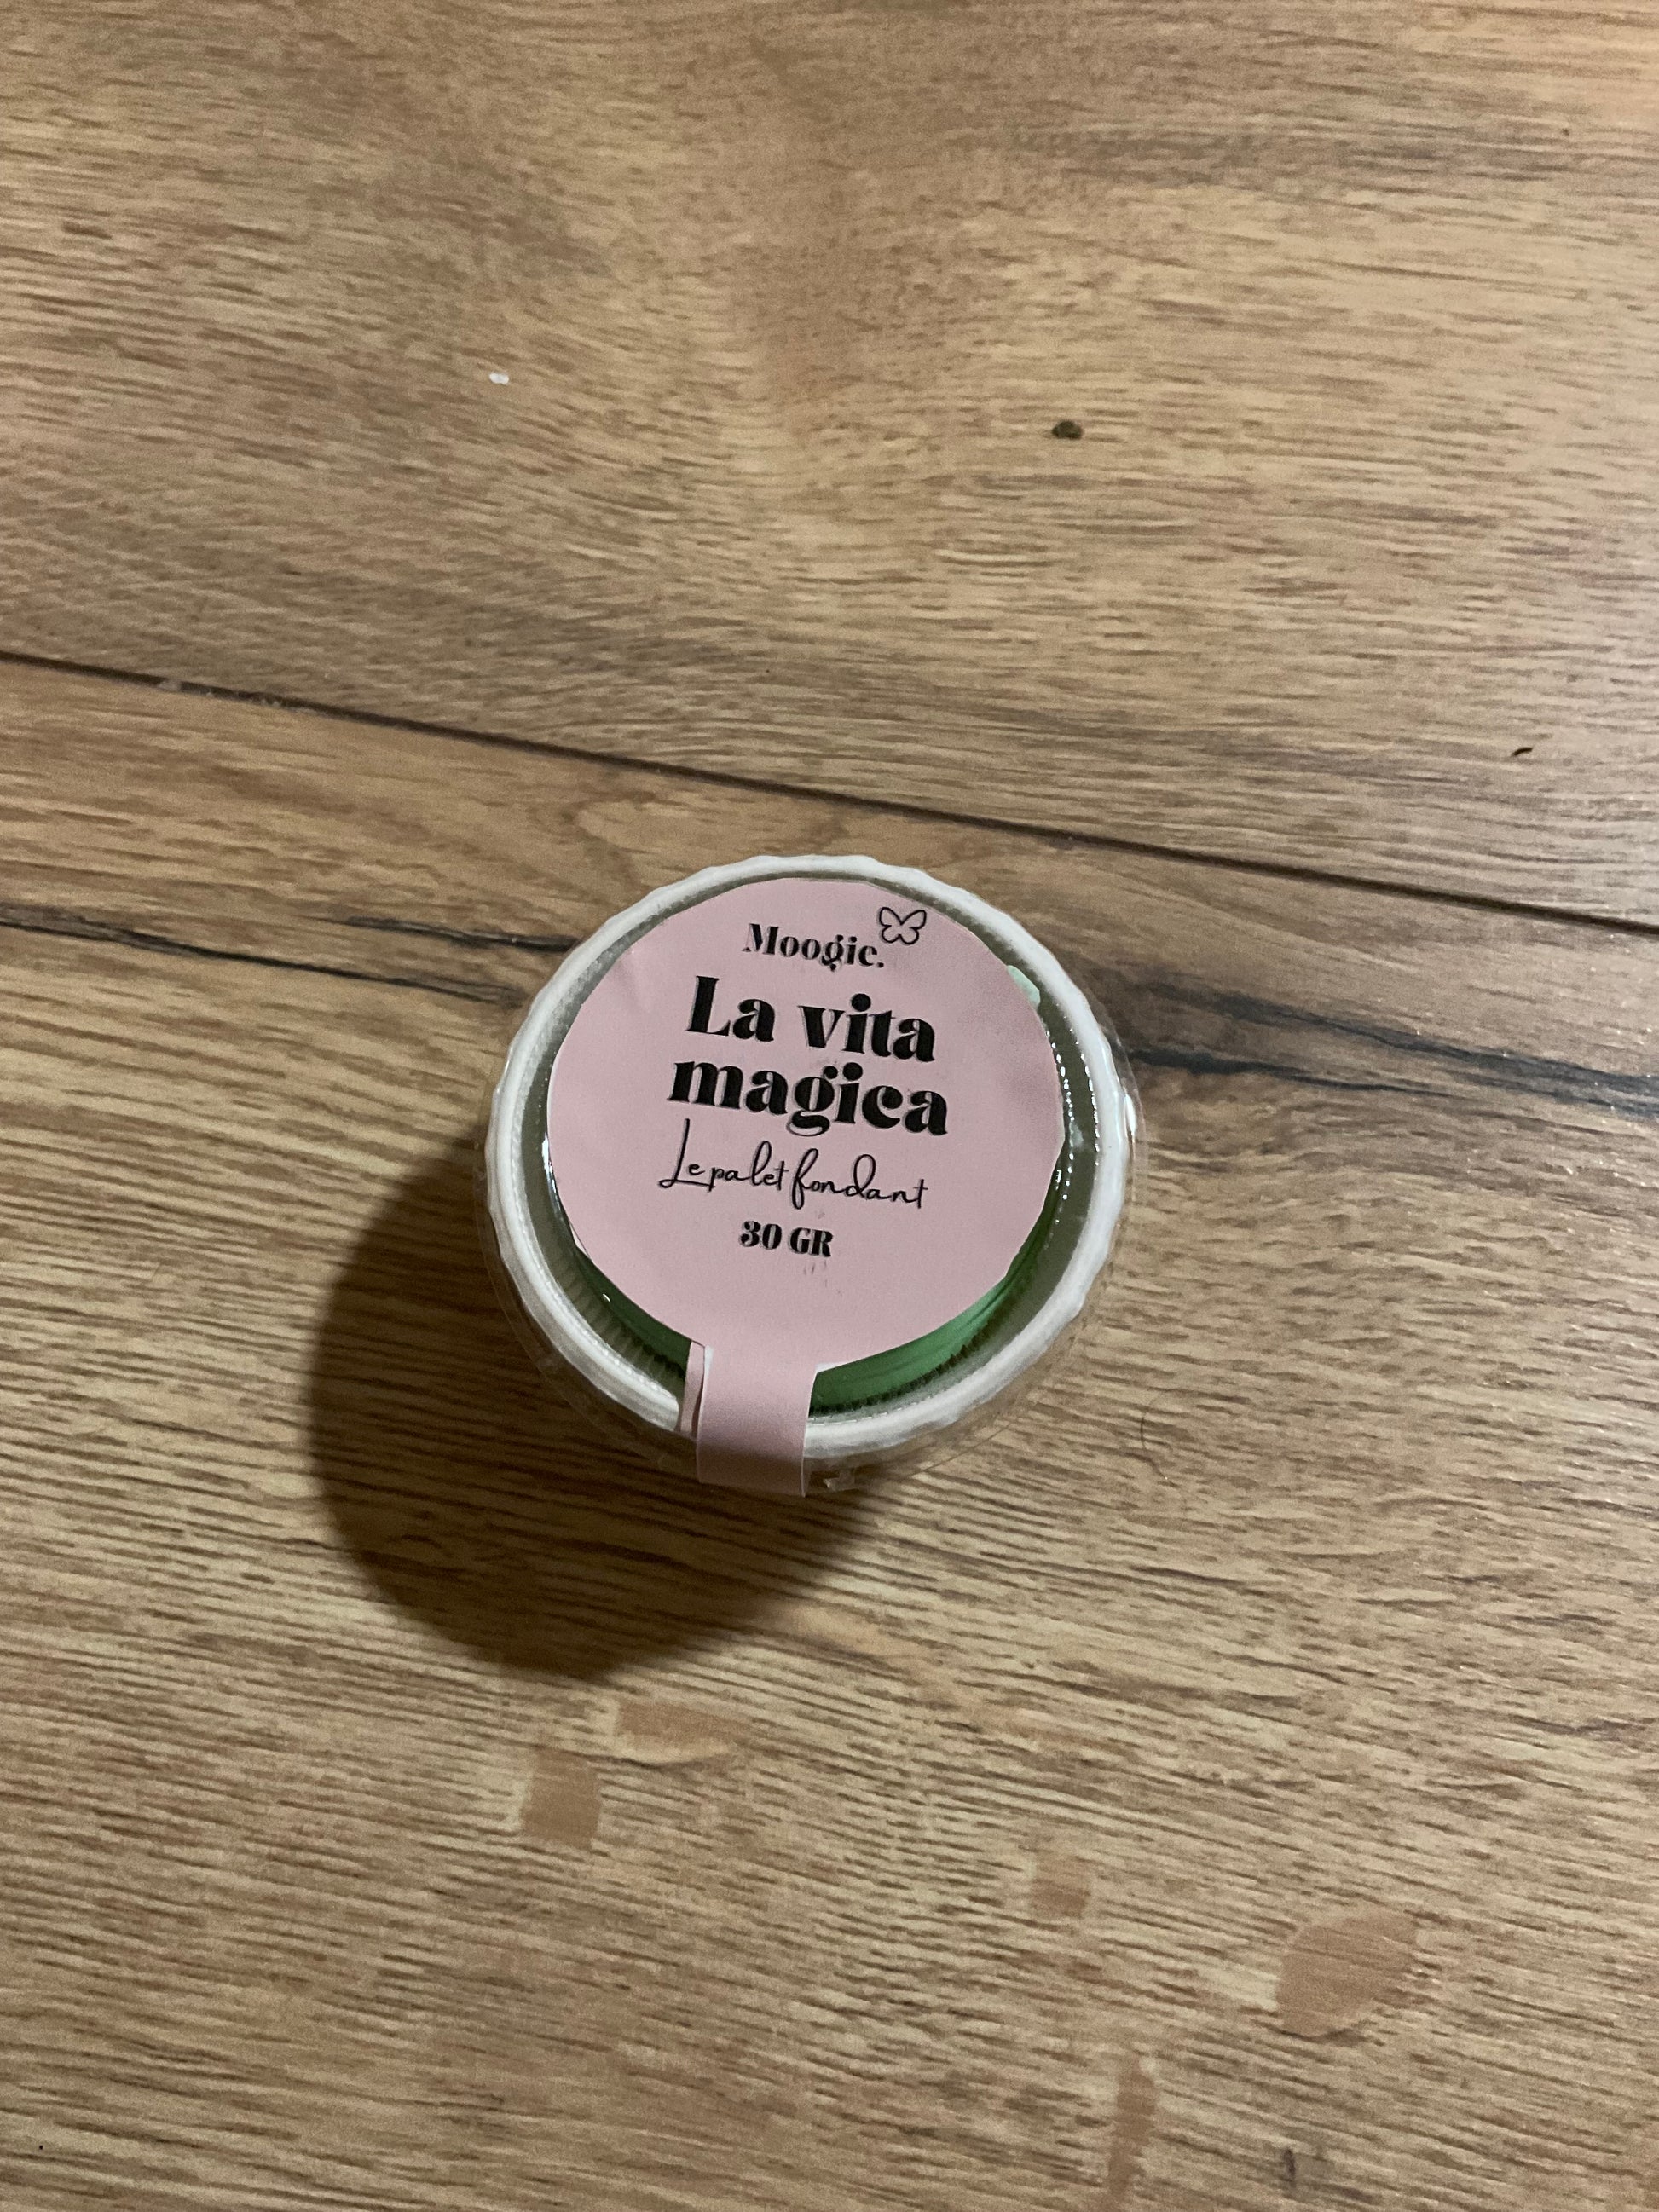 Moogic.
La vita
magica
Le palet fondant
30 GR